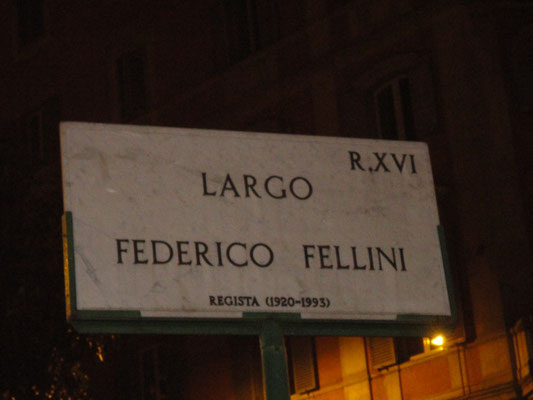 R.XVI
LARGO
FEDERICO FELLINI
REGISTA (1920-1993)